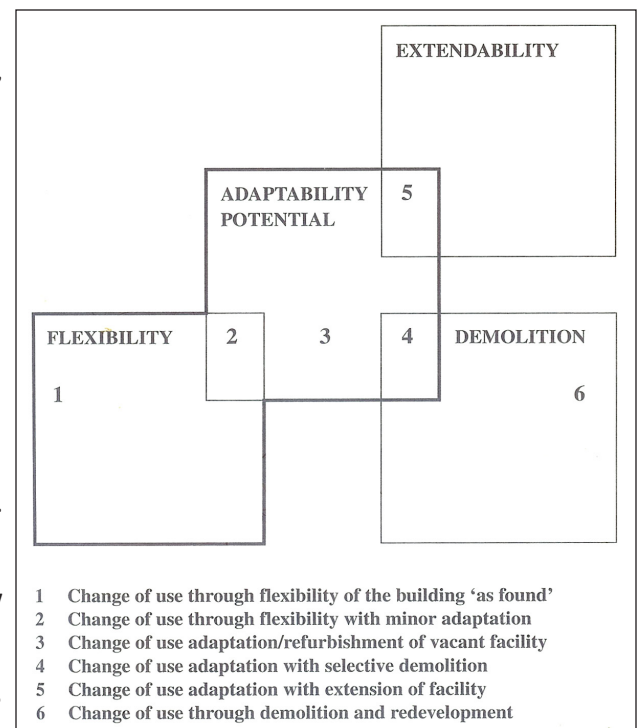 EXTENDABILITY
ADAPTABILITY 5
POTENTIAL
FLEXIBILITY 2 3 4 DEMOLITION
1 6
1 Change of use through flexibility of the building ‘as found’
2 Change of use through flexibility with minor adaptation
3 Change of use adaptation/refurbishment of vacant facility
4 Change of use adaptation with selective demolition
5 Change of use adaptation with extension of facility
6 Change of use through demolition and redevelopment